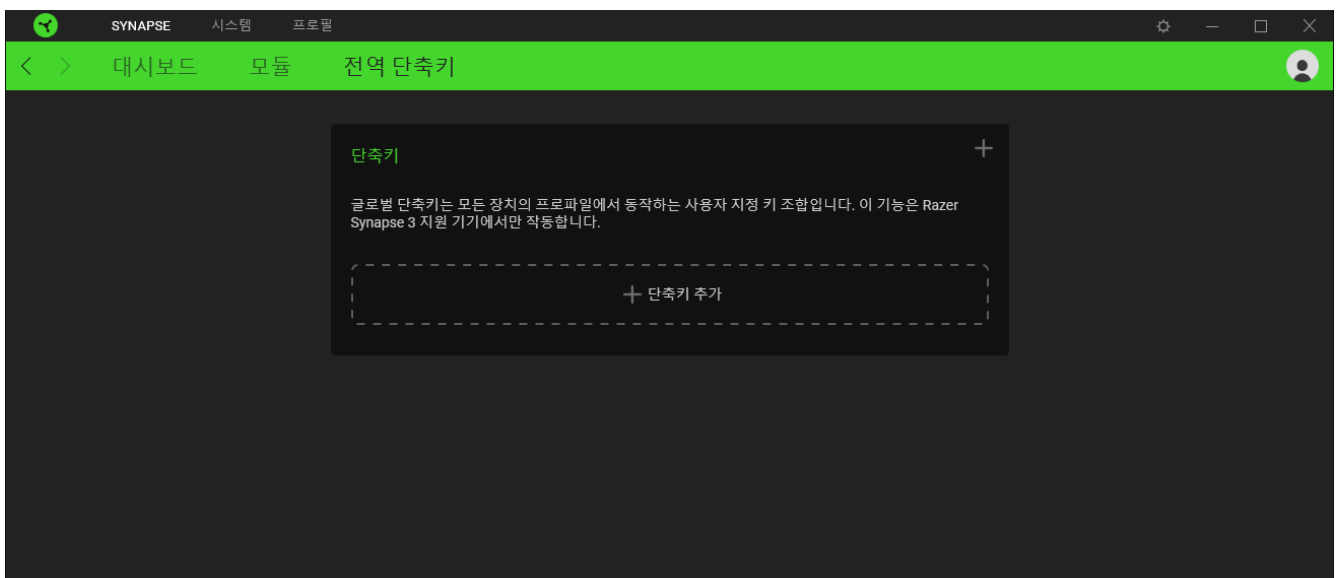 SYNAPSE 시스템 프로필
대시보드 모듈 전역 단축키
단축키
글로벌 단축키는 모든 장치의 프로파일에서 동작하는 사용자 지정 키 조합입니다. 이 기능은 Razer
Synapse 3 지원 기기에서만 작동합니다.
단축키 추가